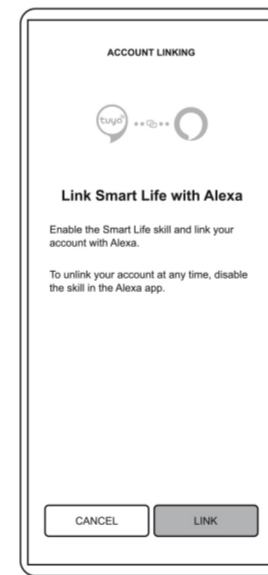 ACCOUNT LINKING
tuya
Link Smart Life with Alexa
Enable the Smart Life skill and link your
account with Alexa.
To unlink your account at any time, disable
the skill in the Alexa app.
CANCEL
LINK